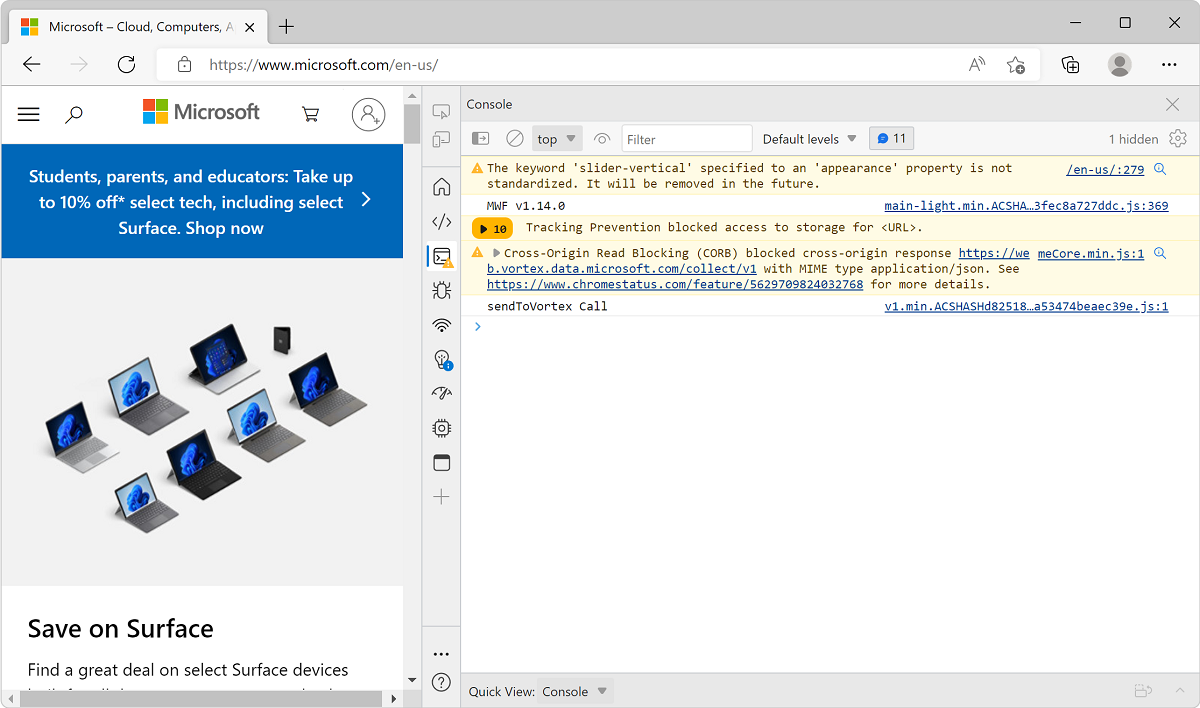 Microsoft – Cloud, Computers, A
https://www.microsoft.com/en-us/
Microsoft
Students, parents, and educators: Take up
to 10% off* select tech, including select
Surface. Shop now
Save on Surface
Find a great deal on select Surface devices
Console
top
Filter
Default levels
11
1 hidden
The keyword 'slider-vertical' specified to an 'appearance' property is not /en-us/:279
standardized. It will be removed in the future.
MWF v1.14.0 main-light.min.ACSHA…3fec8a727ddc.js:369
10 Tracking Prevention blocked access to storage for <URL>.
Cross-Origin Read Blocking (CORB) blocked cross-origin response https://we meCore.min.js:1
b.vortex.data.microsoft.com/collect/v1 with MIME type application/json. See
https://www.chromestatus.com/feature/5629709824032768 for more details.
sendToVortex Call v1.min.ACSHASHd82518…a53474beaec39e.js:1
Quick View: Console